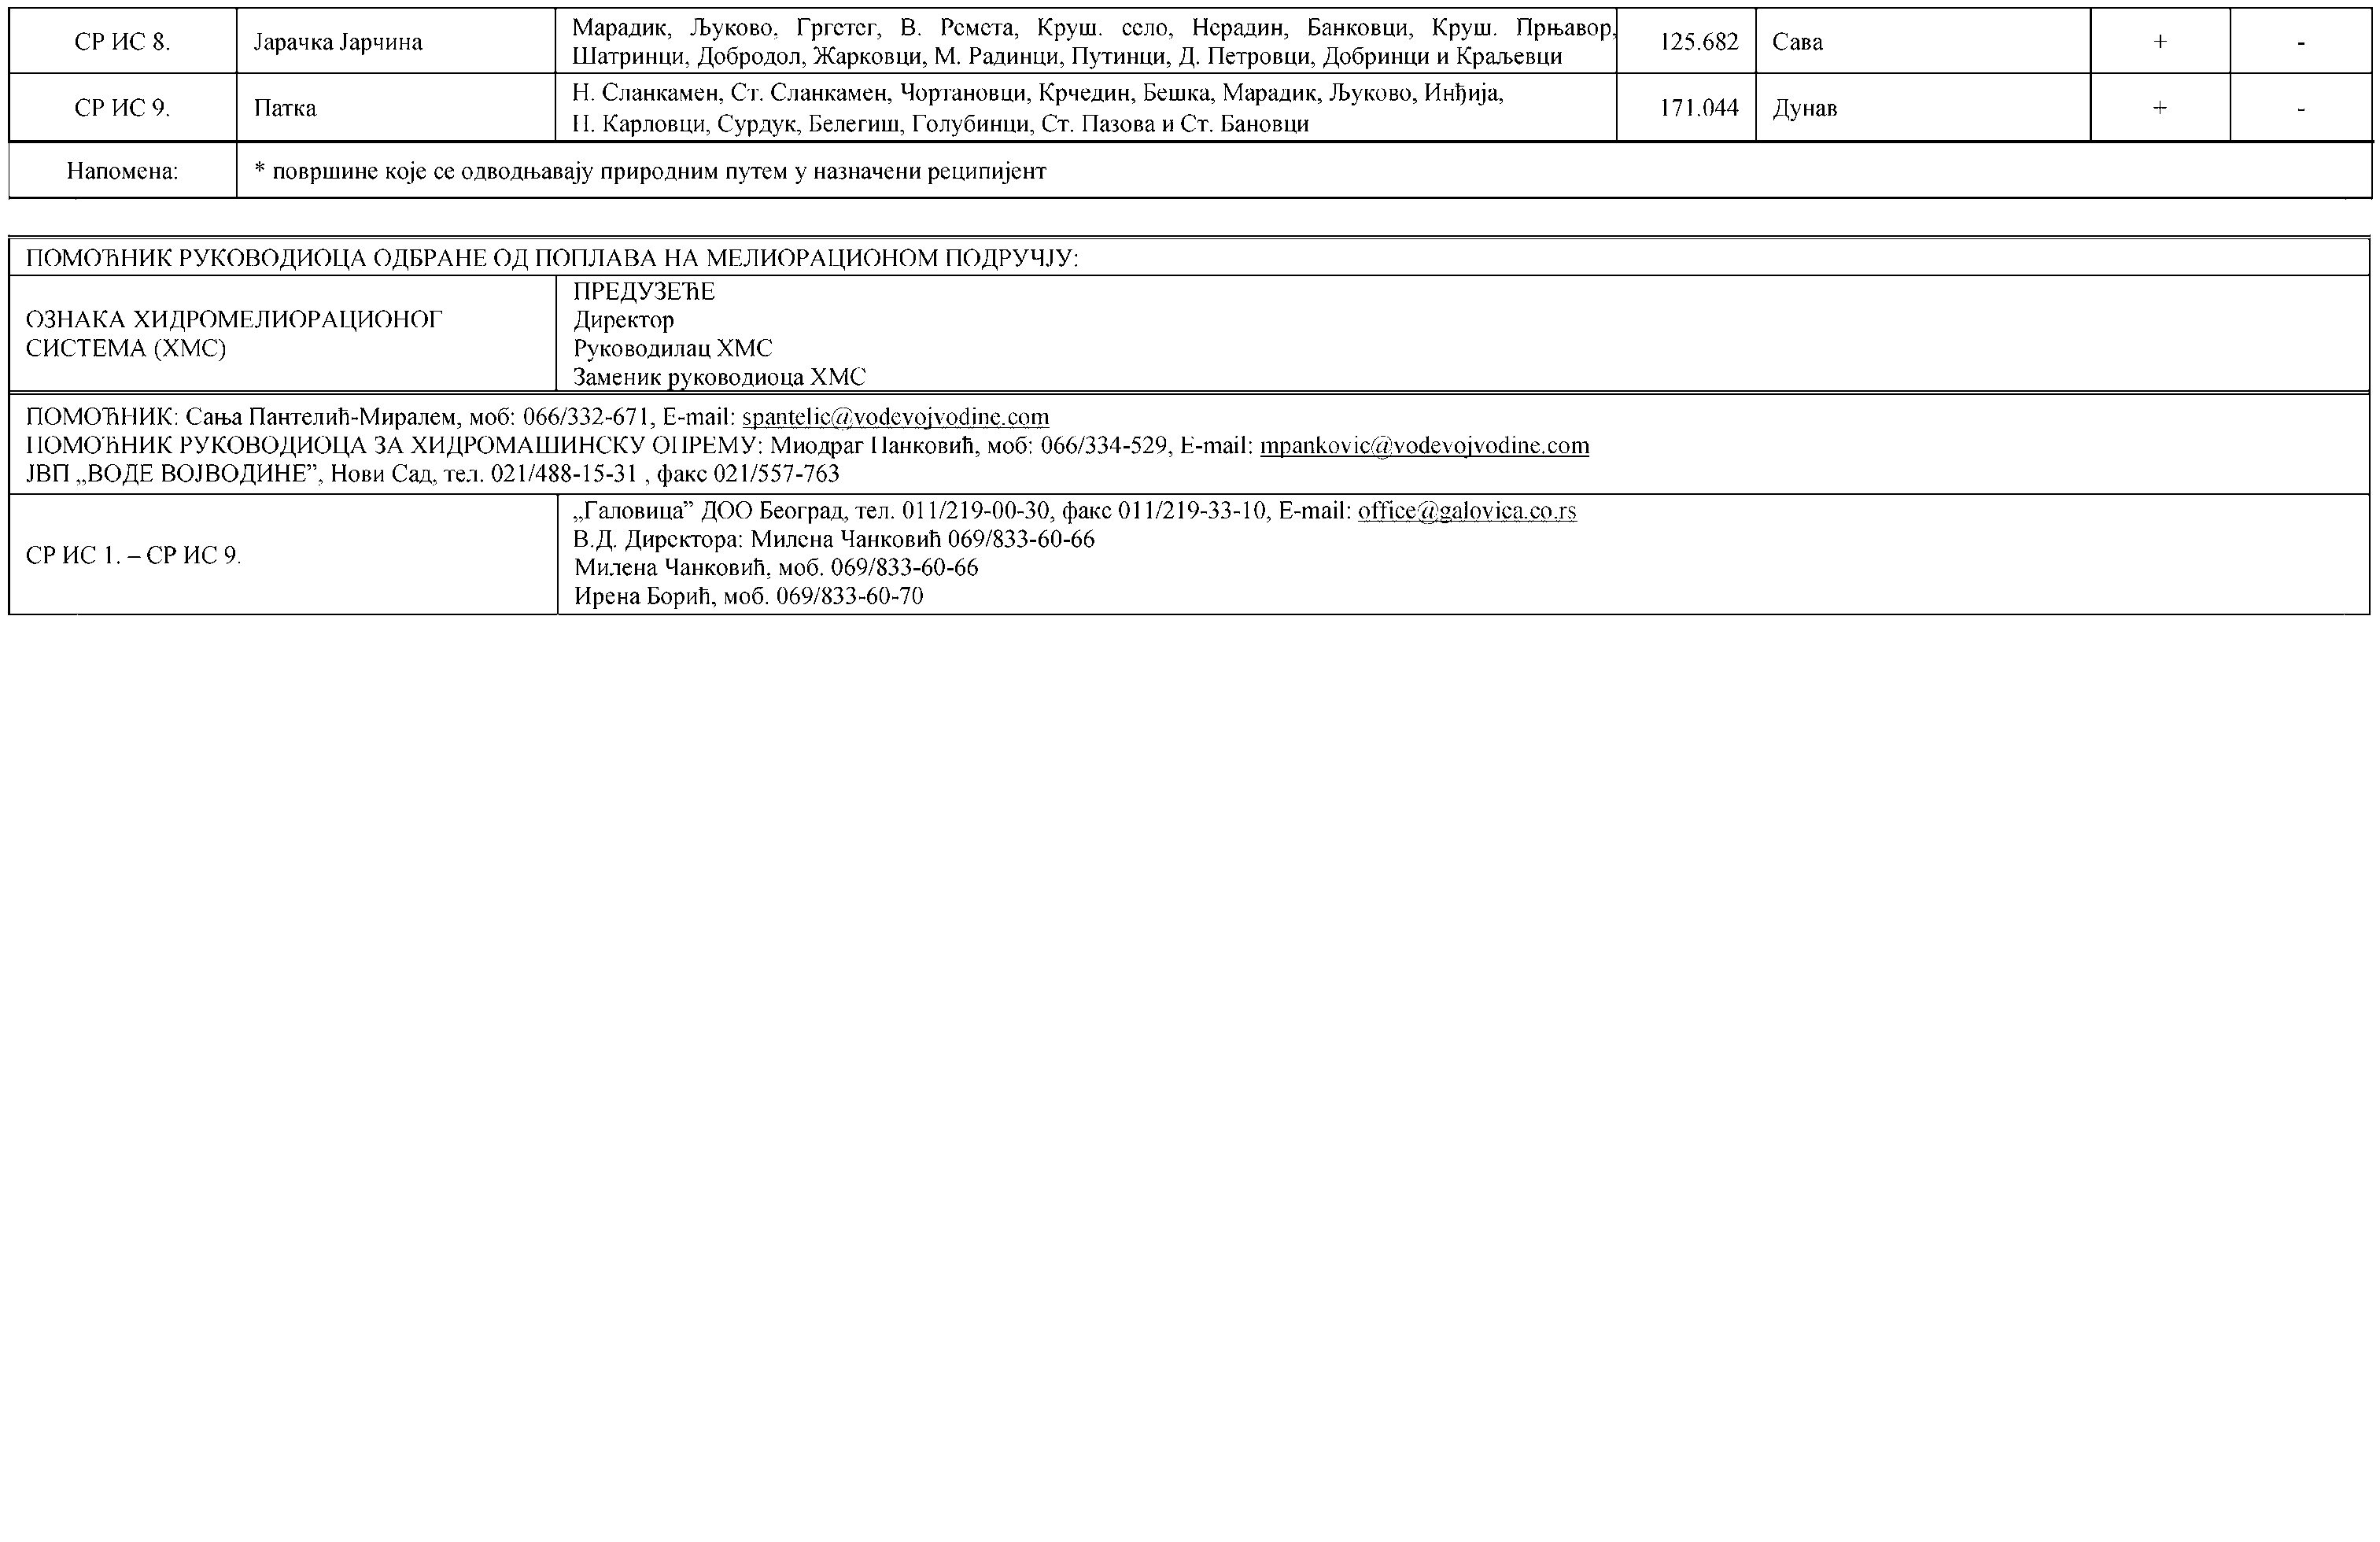 СР ИС 8. Јарачка Јарчина Марадик, Љуково, Гргетег, В. Ремета, Круш. село, Нерадин, Банковци, Круш. Прњавор, 125.682 Сава + -
Шатринци, Добродол, Жарковци, М. Радинци, Путинци, Д. Петровци, Добринци и Краљевци
СР ИС 9. Патка Н. Сланкамен, Ст. Сланкамен, Чортановци, Крчедин, Бешка, Марадик, Љуково, Инђија, 171.044 Дунав + -
Н. Карловци, Сурдук, Белегиш, Голубинци, Ст. Пазова и Ст. Бановци
Напомена: * површине које се одводњавају природним путем у назначени реципијент
ПОМОЋНИК РУКОВОДИОЦА ОДБРАНЕ ОД ПОПЛАВА НА МЕЛИОРАЦИОНОМ ПОДРУЧЈУ:
ОЗНАКА ХИДРОМЕЛИОРАЦИОНОГ
СИСТЕМА (ХМС)
ПРЕДУЗЕЋЕ
Директор
Руководилац ХМС
Заменик руководиоца ХМС
ПОМОЋНИК: Сања Пантелић-Миралем, моб: 066/332-671, E-mail: spantelic@vodevojvodine.com
ПОМОЋНИК РУКОВОДИОЦА ЗА ХИДРОМАШИНСКУ ОПРЕМУ: Миодраг Панковић, моб: 066/334-529, E-mail: mpankovic@vodevojvodine.com
ЈВП „ВОДЕ ВОЈВОДИНЕ”, Нови Сад, тел. 021/488-15-31 , факс 021/557-763
СР ИС 1. – СР ИС 9.
„Галовица” ДОО Београд, тел. 011/219-00-30, факс 011/219-33-10, E-mail: office@galovica.co.rs
В.Д. Директора: Милена Чанковић 069/833-60-66
Милена Чанковић, моб. 069/833-60-66
Ирена Борић, моб. 069/833-60-70